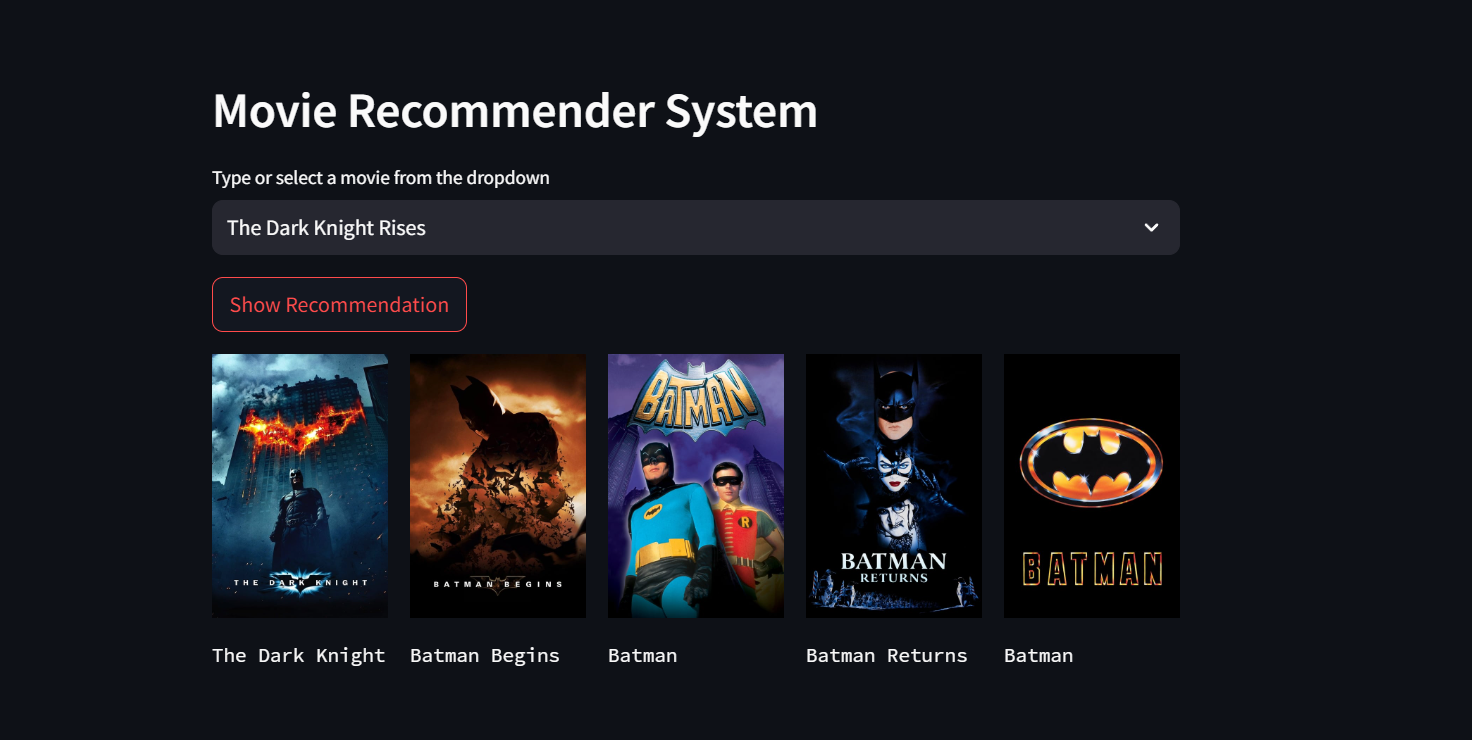 Movie Recommender System
Type or select a movie from the dropdown
The Dark Knight Rises
Show Recommendation
THE DARK KNIGHT
BATMAN BEGINS
BATMAN
R
BATMAN
RETURNS
BATMAN
The Dark Knight
Batman Begins
Batman
Batman Returns
Batman